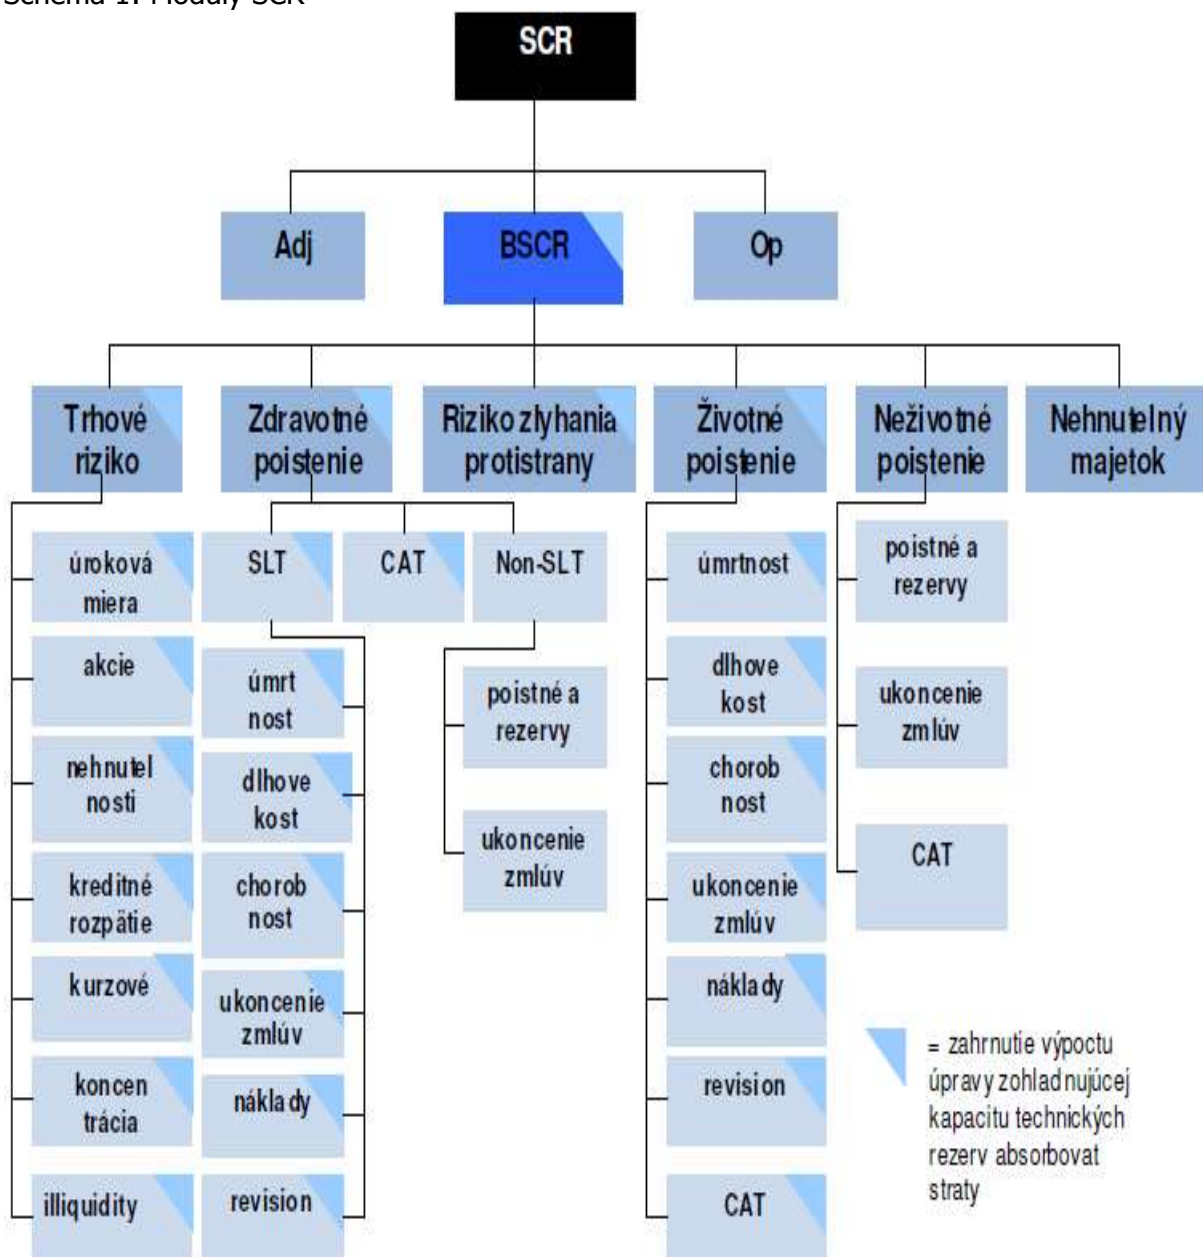 Schéma 1: Moduly SCR
SCR
Adj
BSCR
Op
Trhové
riziko
Zdravotné
poistenie
Riziko zlyhania
protistrany
Životné
poistenie
Neživotné
poistenie
Nehnutelný
majetok
úroková
miera
akcie
nehnutel
nosti
kreditné
rozpätie
kurzové
koncen
trácia
illiquidity
SLT
CAT
Non-SLT
úmrt
nost
dlhove
kost
chorob
nost
ukoncenie
zmlúv
náklady
revision
poistné a
rezervy
ukoncenie
zmlúv
úmrtnost
dlhove
kost
chorob
nost
ukoncenie
zmlúv
náklady
revision
CAT
poistné a
rezervy
ukoncenie
zmlúv
CAT
= zahrnutie výpoctu
úpravy zohladnujúcej
kapacitu technických
rezerv absorbovat
straty